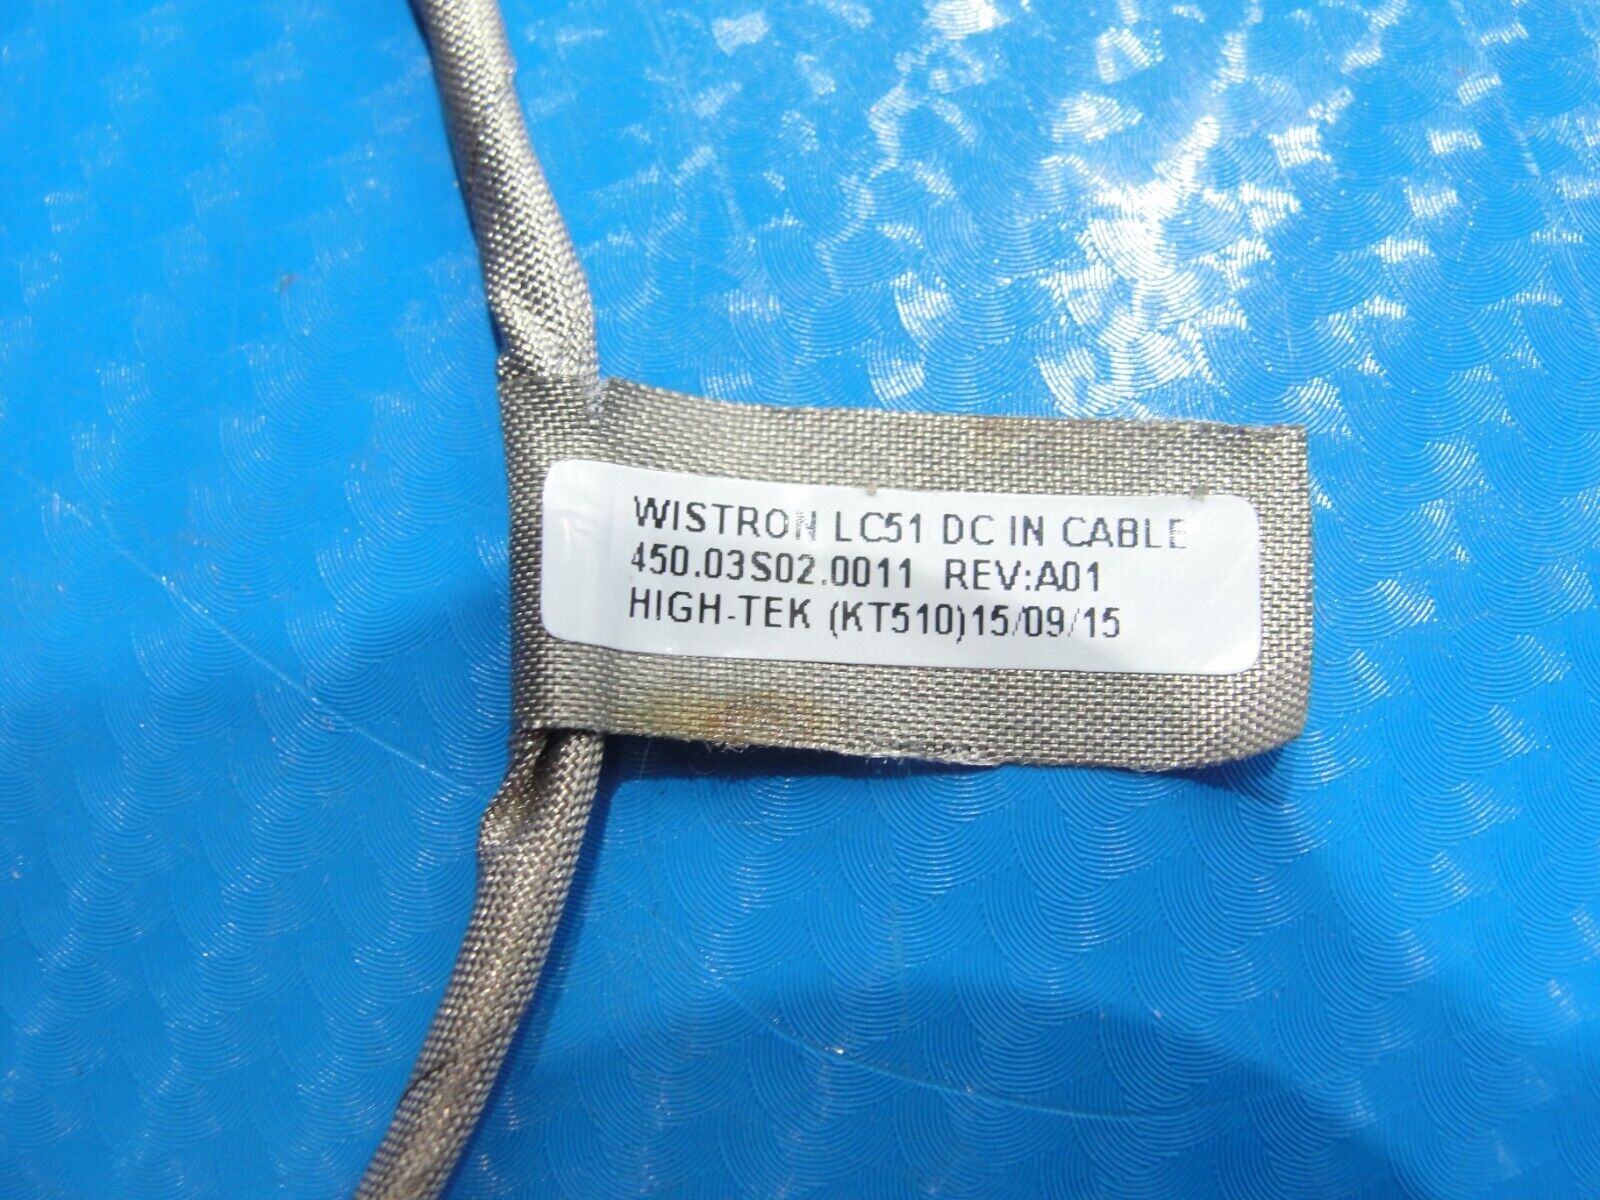 WISTRON LC51 DC IN CABLE
450.03S02.0011 REV:A01
HIGH-TEK (KT510)15/09/15